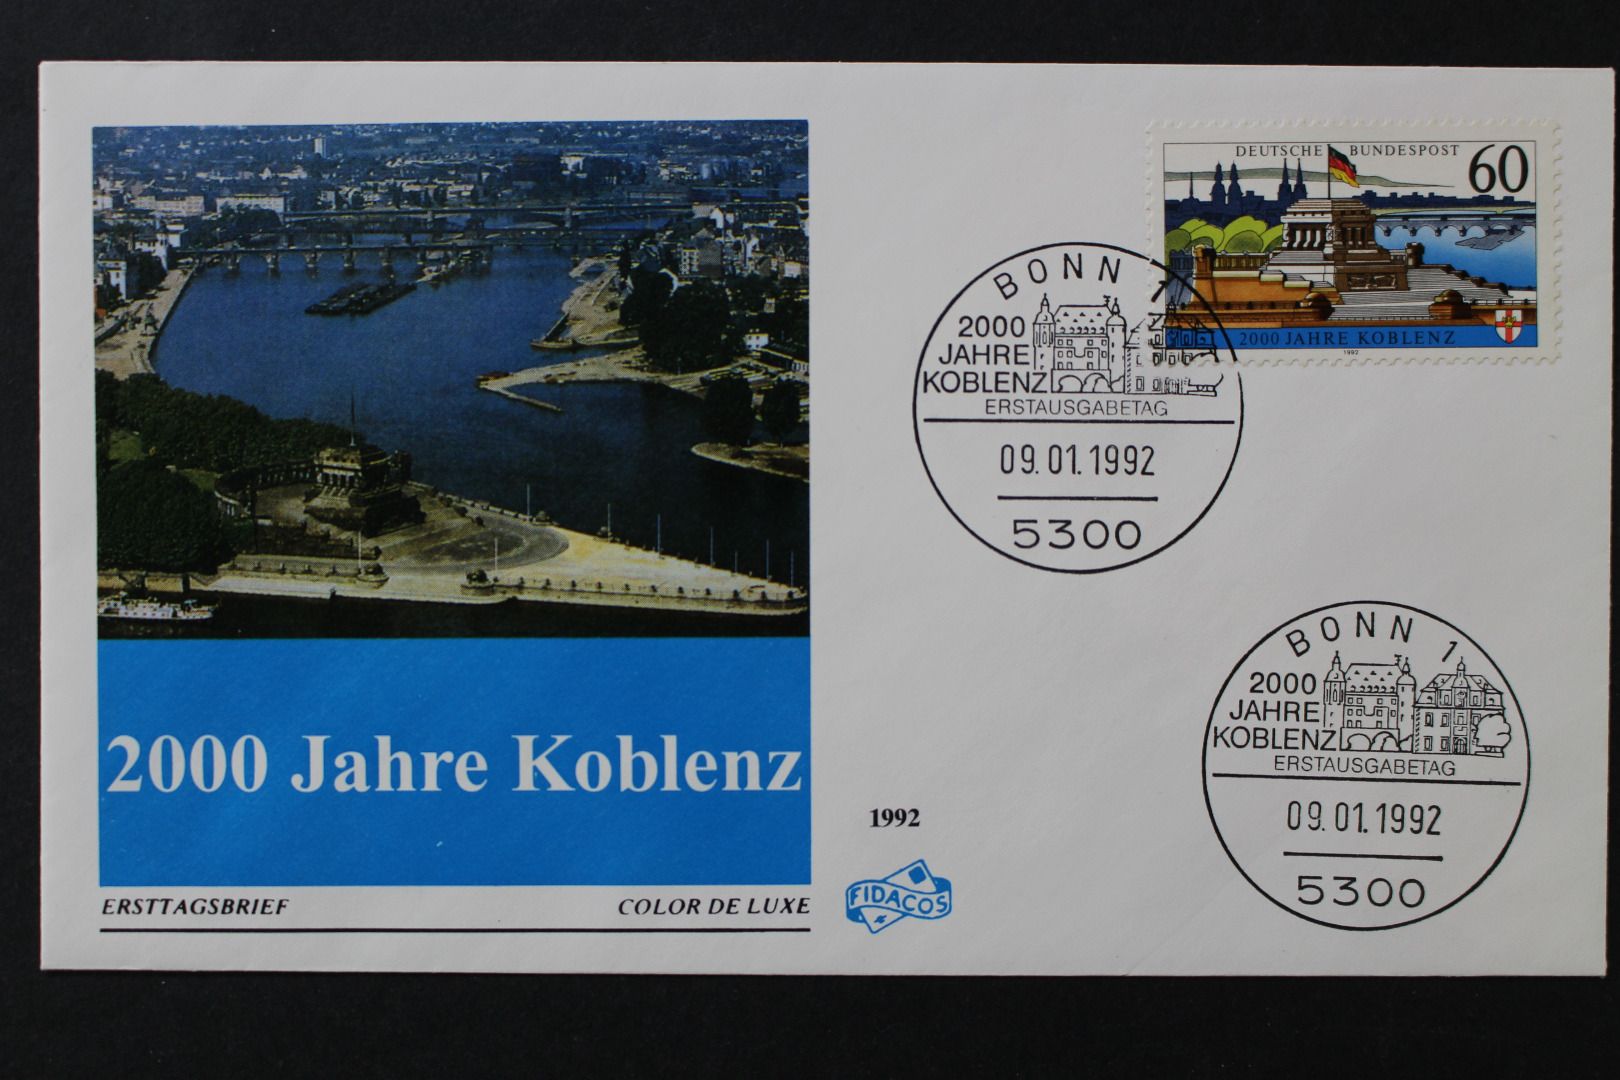 DEUTSCHE BUNDESPOST
60
2000 JAHRE KOBLENZ
1992
BONN 1
2000
JAHRE
KOBLENZ
ERSTAUSGABETAG
09.01.1992
5300
BONN 1
2000
JAHRE
KOBLENZ
ERSTAUSGABETAG
09.01.1992
5300
2000 Jahre Koblenz
1992
FIDACOS
ERSTTAGSBRIEF
COLOR DE LUXE